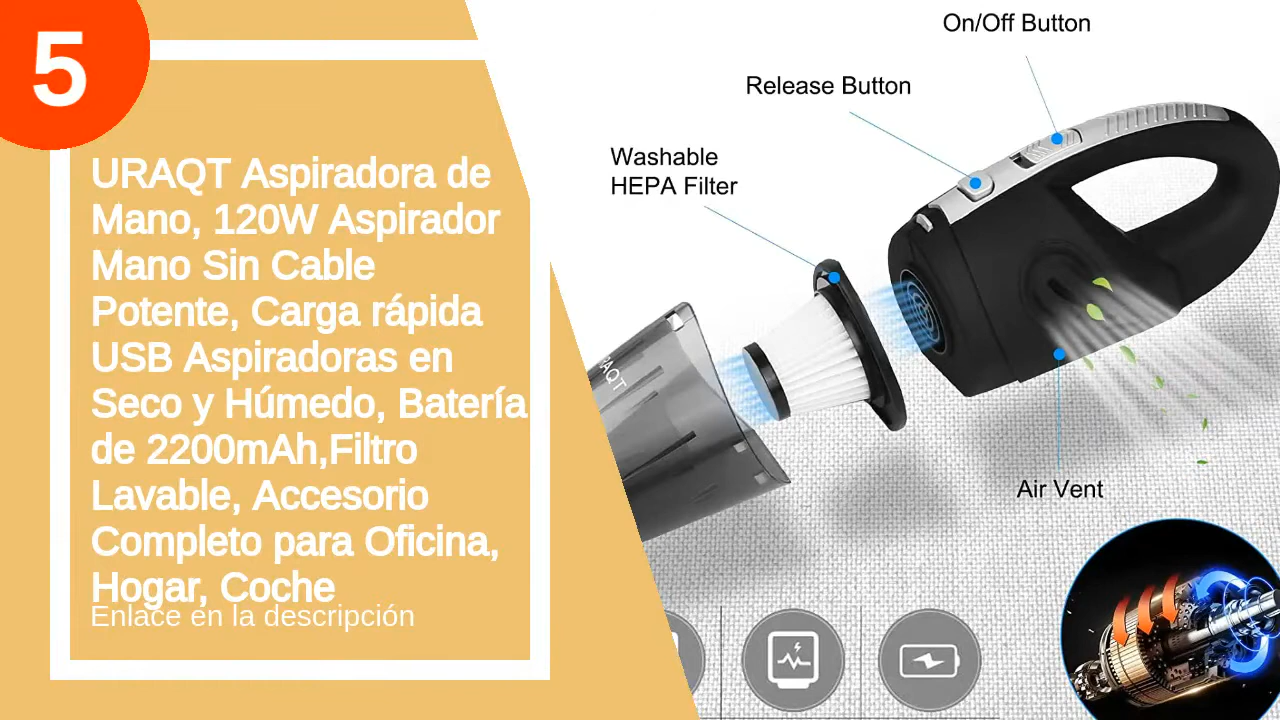 5
URAQT Aspiradora de
Mano, 120W Aspirador
Mano Sin Cable
Potente, Carga rápida
USB Aspiradoras en
Seco y Húmedo, Batería
de 2200mAh,Filtro
Lavable, Accesorio
Completo para Oficina,
Hogar, Coche
Enlace en la descripción
On/Off Button
Release Button
Washable
HEPA Filter
Air Vent